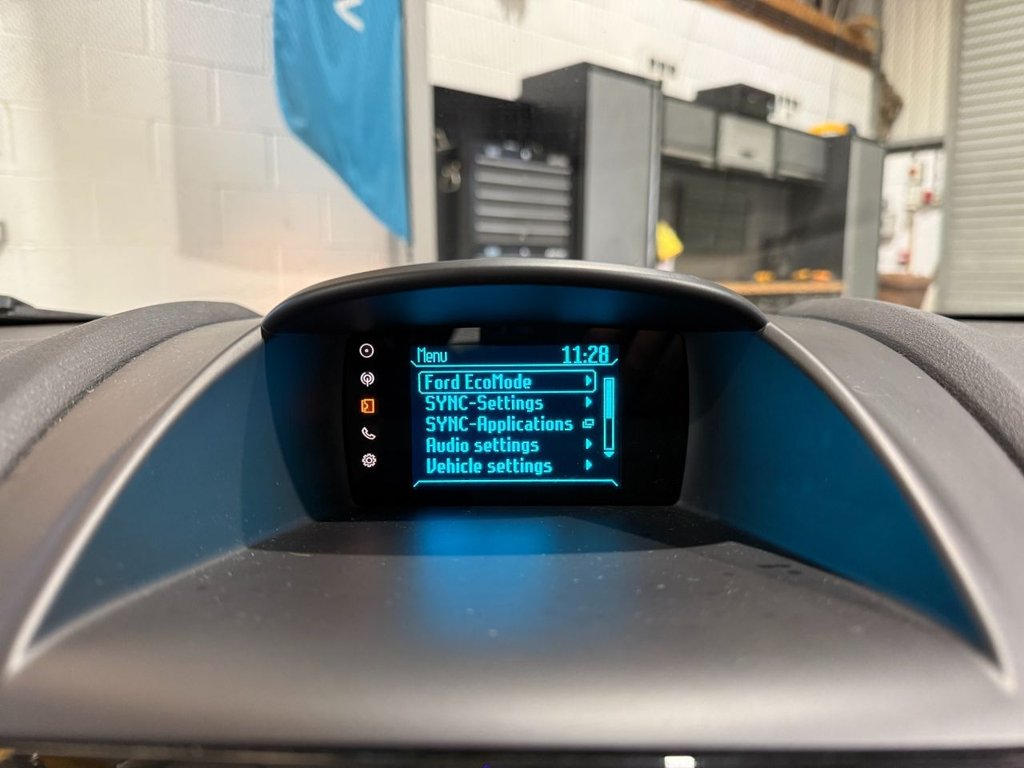 Menu 11:28
Ford EcoMode
SYNC-Settings
SYNC-Applications
Audio settings
Vehicle settings